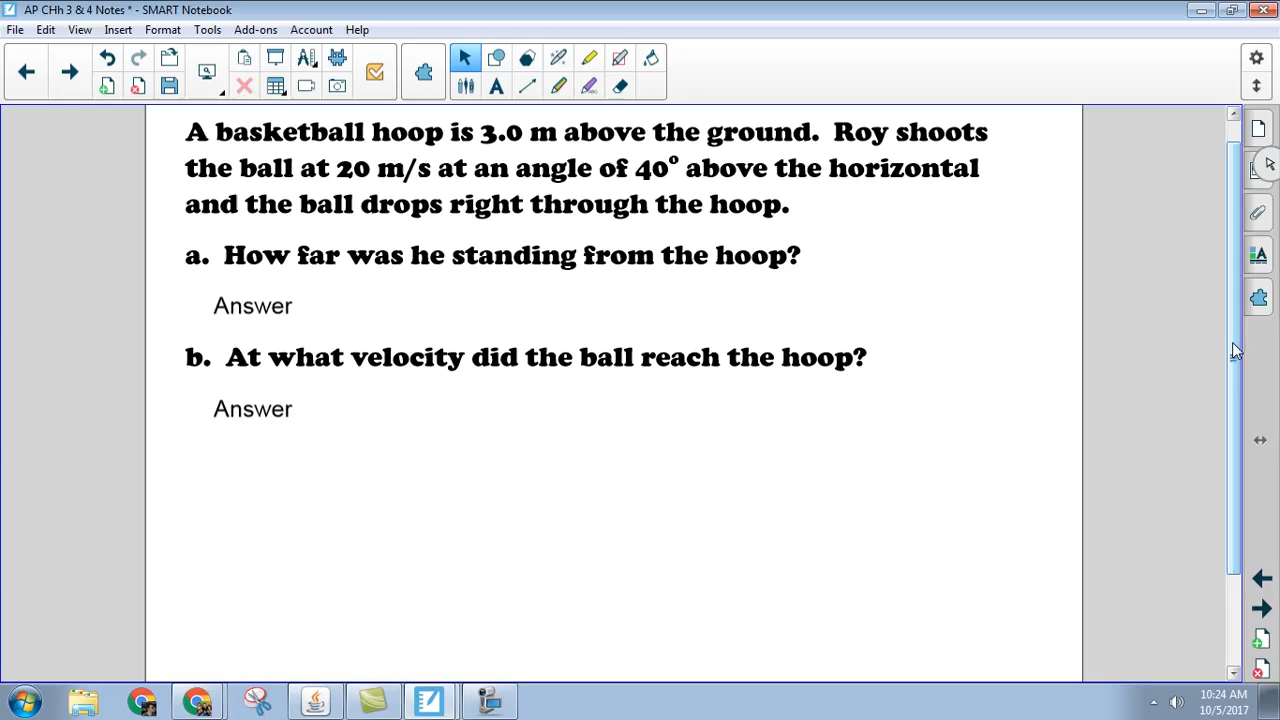 AP CHh 3 & 4 Notes * - SMART Notebook
File Edit View Insert Format Tools Add-ons Account Help
A basketball hoop is 3.0 m above the ground. Roy shoots
the ball at 20 m/s at an angle of 40° above the horizontal
and the ball drops right through the hoop.
a. How far was he standing from the hoop?
Answer
b. At what velocity did the ball reach the hoop?
Answer
10:24 AM
10/5/2017